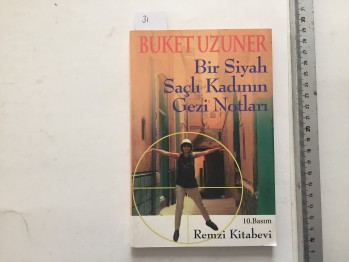 31
BUKET UZUNER
Bir Siyah
Saçlı Kadının
Gezi Notları
10.Basım
Remzi Kitabevi